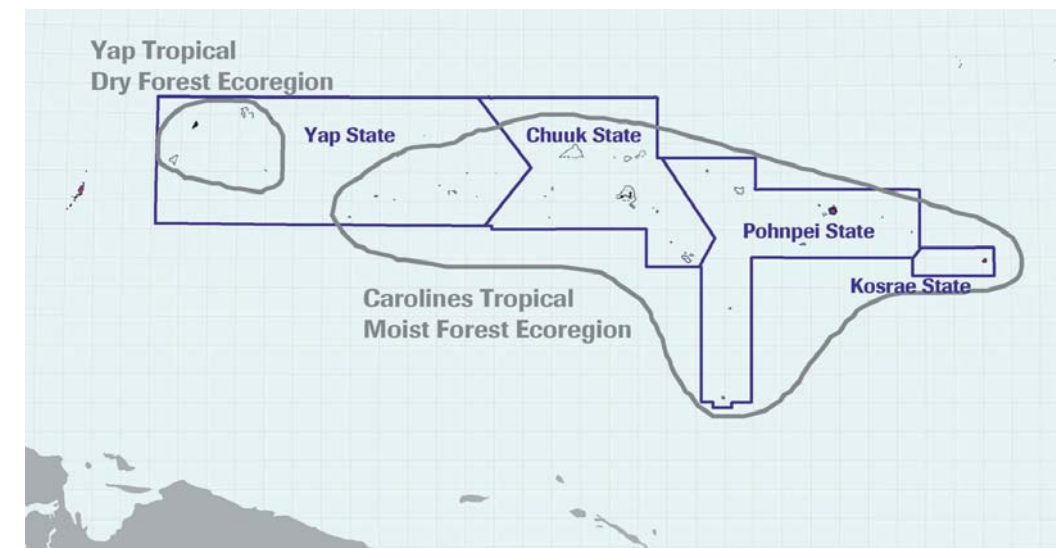 Yap Tropical
Dry Forest Ecoregion
Yap State
Chuuk State
Pohnpei State
Kosrae State
Carolines Tropical
Moist Forest Ecoregion